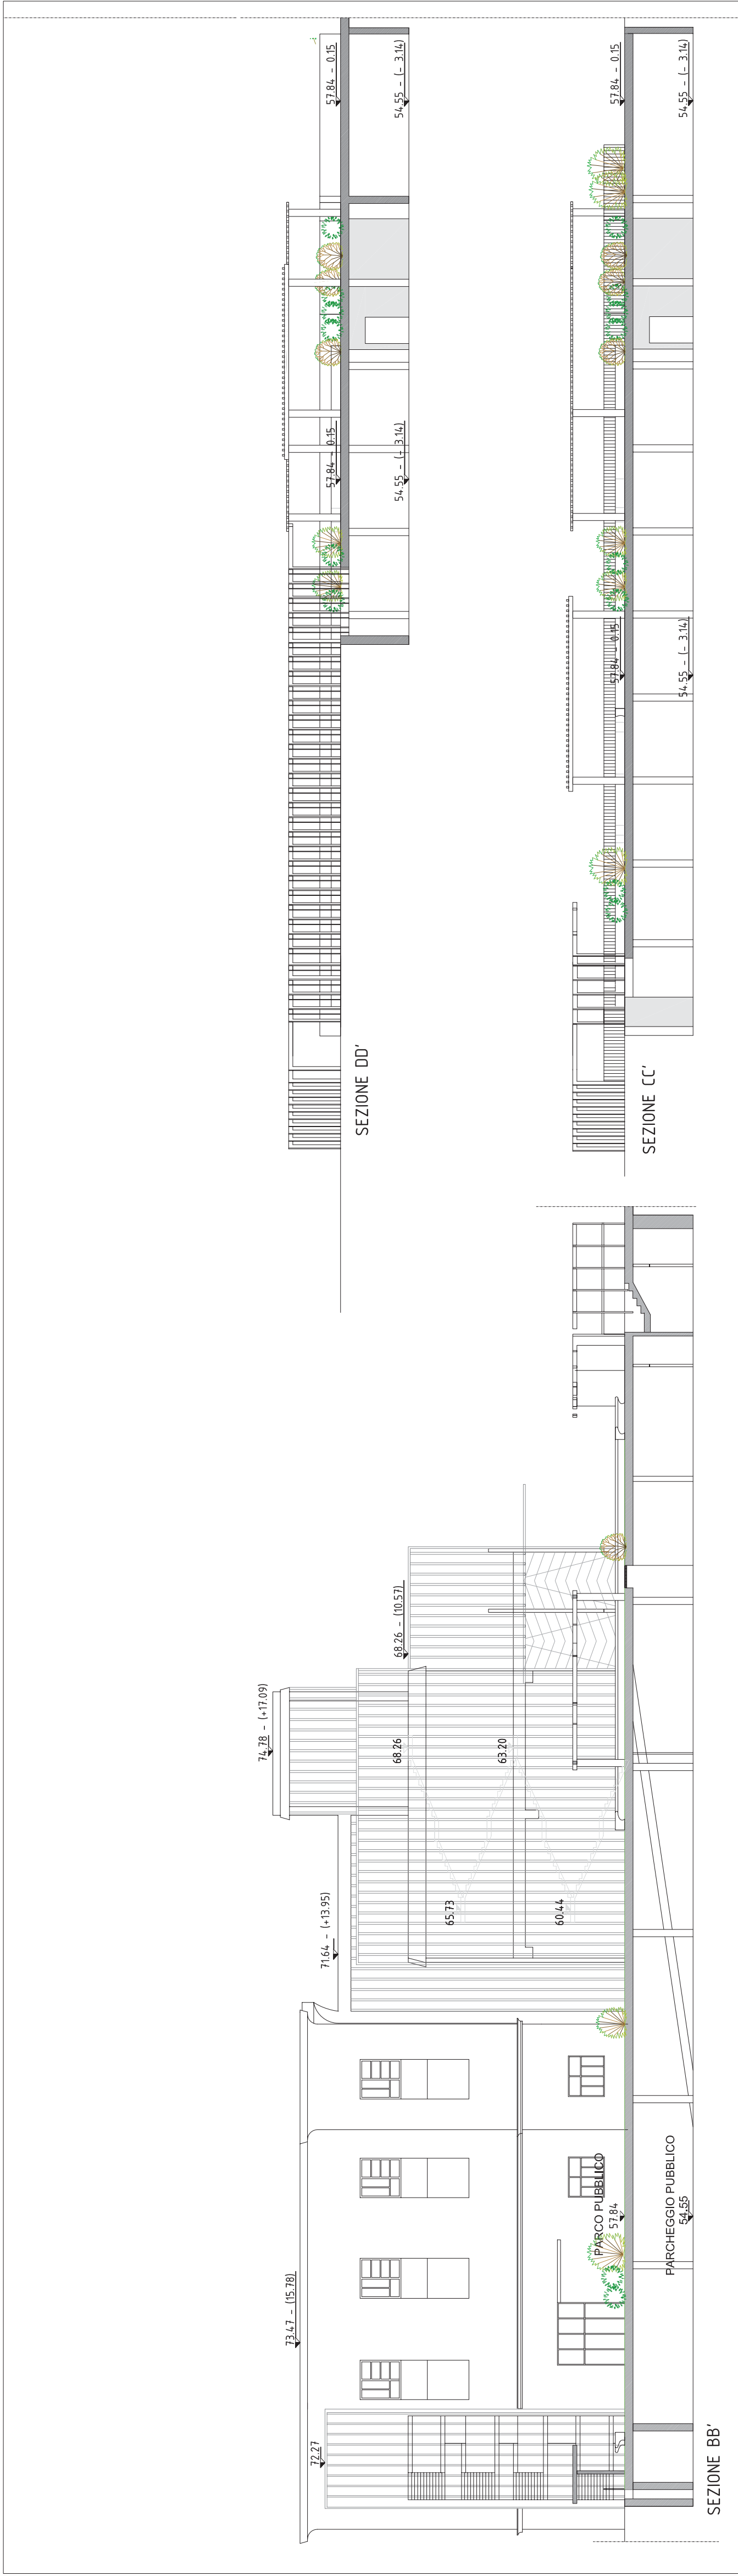 57.84 - 0.15
54.55 - (- 3.14)
57.84 - 0.15
54.55 - (- 3.14)
SEZIONE DD'
57.84 - 0.15
54.55 - (- 3.14)
57.84 - 0.15
54.55 - (- 3.14)
SEZIONE CC'
73.47 - (15.78)
72.27
71.64 - (+13.95)
74.78 - (+17.09)
68.26 - (10.57)
68.26
63.20
65.73
60.44
PARCO PUBBLICO
57.84
PARCHEGGIO PUBBLICO
54.55
SEZIONE BB'